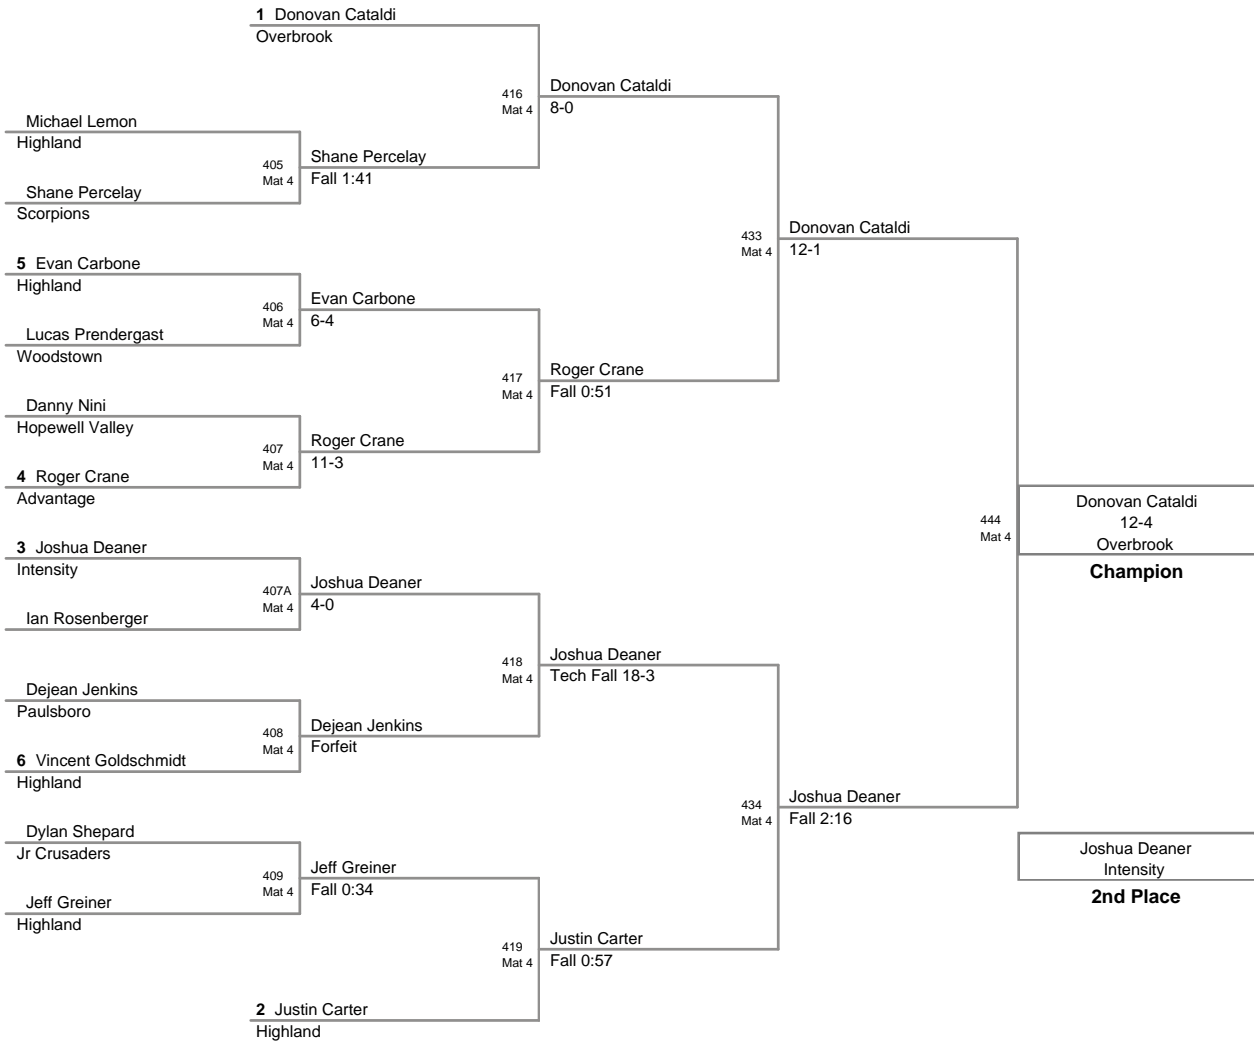 1 Donovan Cataldi
Overbrook
416
Mat 4
Donovan Cataldi
8-0
Michael Lemon
Highland
405
Mat 4
Shane Percelay
Fall 1:41
Shane Percelay
Scorpions
433
Mat 4
Donovan Cataldi
12-1
5 Evan Carbone
Highland
406
Mat 4
Evan Carbone
6-4
Lucas Prendergast
Woodstown
417
Mat 4
Roger Crane
Fall 0:51
Danny Nini
Hopewell Valley
407
Mat 4
Roger Crane
11-3
4 Roger Crane
Advantage
444
Mat 4
Donovan Cataldi
12-4
Overbrook
Champion
3 Joshua Deaner
Intensity
407A
Mat 4
Joshua Deaner
4-0
Ian Rosenberger
418
Mat 4
Joshua Deaner
Tech Fall 18-3
Dejean Jenkins
Paulsboro
408
Mat 4
Dejean Jenkins
Forfeit
6 Vincent Goldschmidt
Highland
434
Mat 4
Joshua Deaner
Fall 2:16
Dylan Shepard
Jr Crusaders
409
Mat 4
Jeff Greiner
Fall 0:34
Jeff Greiner
Highland
Joshua Deaner
Intensity
2nd Place
419
Mat 4
Justin Carter
Fall 0:57
2 Justin Carter
Highland